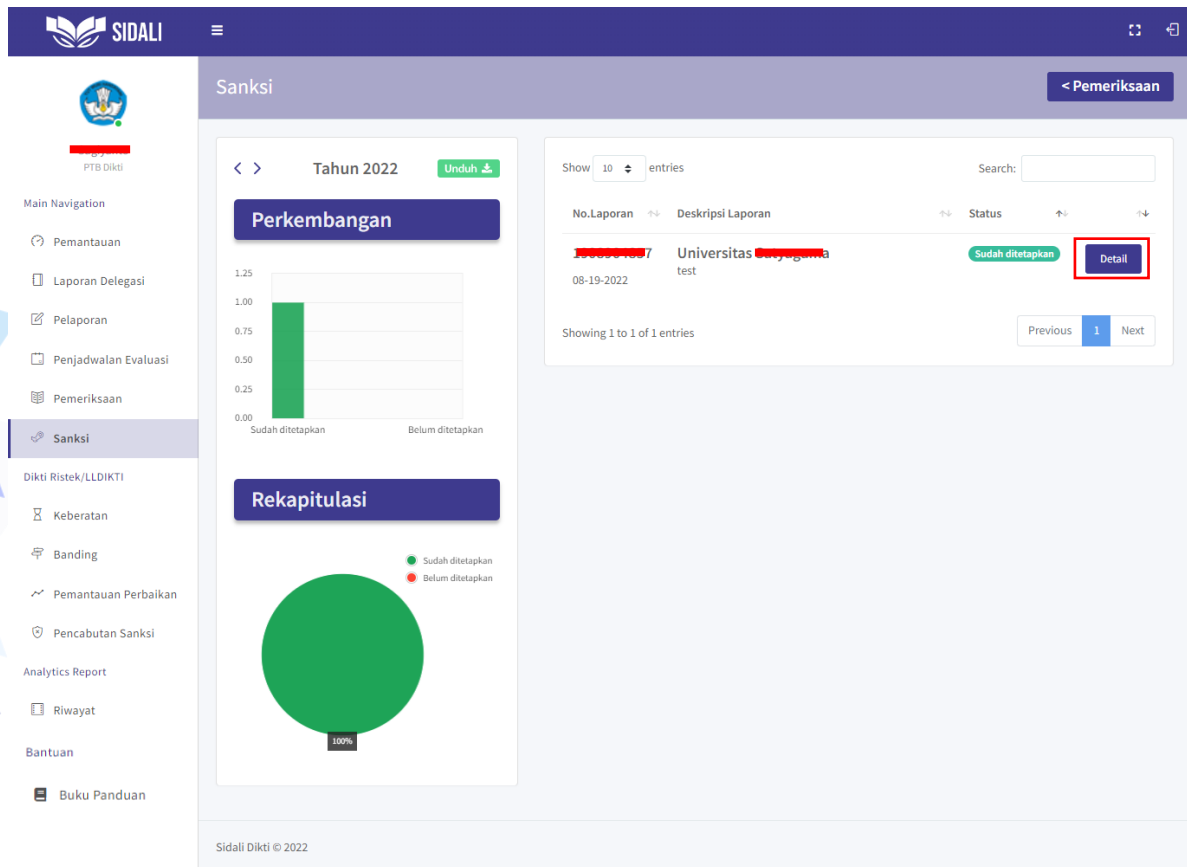 SIDALI
Sanksi
< Pemeriksaan
PTB Dikti
Main Navigation
Pemantauan
Laporan Delegasi
Pelaporan
Penjadwalan Evaluasi
Pemeriksaan
Sanksi
Dikti Ristek/LLDIKTI
Keberatan
Banding
Pemantauan Perbaikan
Pencabutan Sanksi
Analytics Report
Riwayat
Bantuan
Buku Panduan
Tahun 2022 Unduh
Perkembangan
1.25
1.00
0.75
0.50
0.25
0.00
Sudah ditetapkan Belum ditetapkan
Rekapitulasi
Sudah ditetapkan
Belum ditetapkan
100%
Show 10 entries Search:
No.Laporan Deskripsi Laporan Status
Universitas Sudah ditetapkan Detail
test
08-19-2022
Showing 1 to 1 of 1 entries Previous 1 Next
Sidali Dikti © 2022